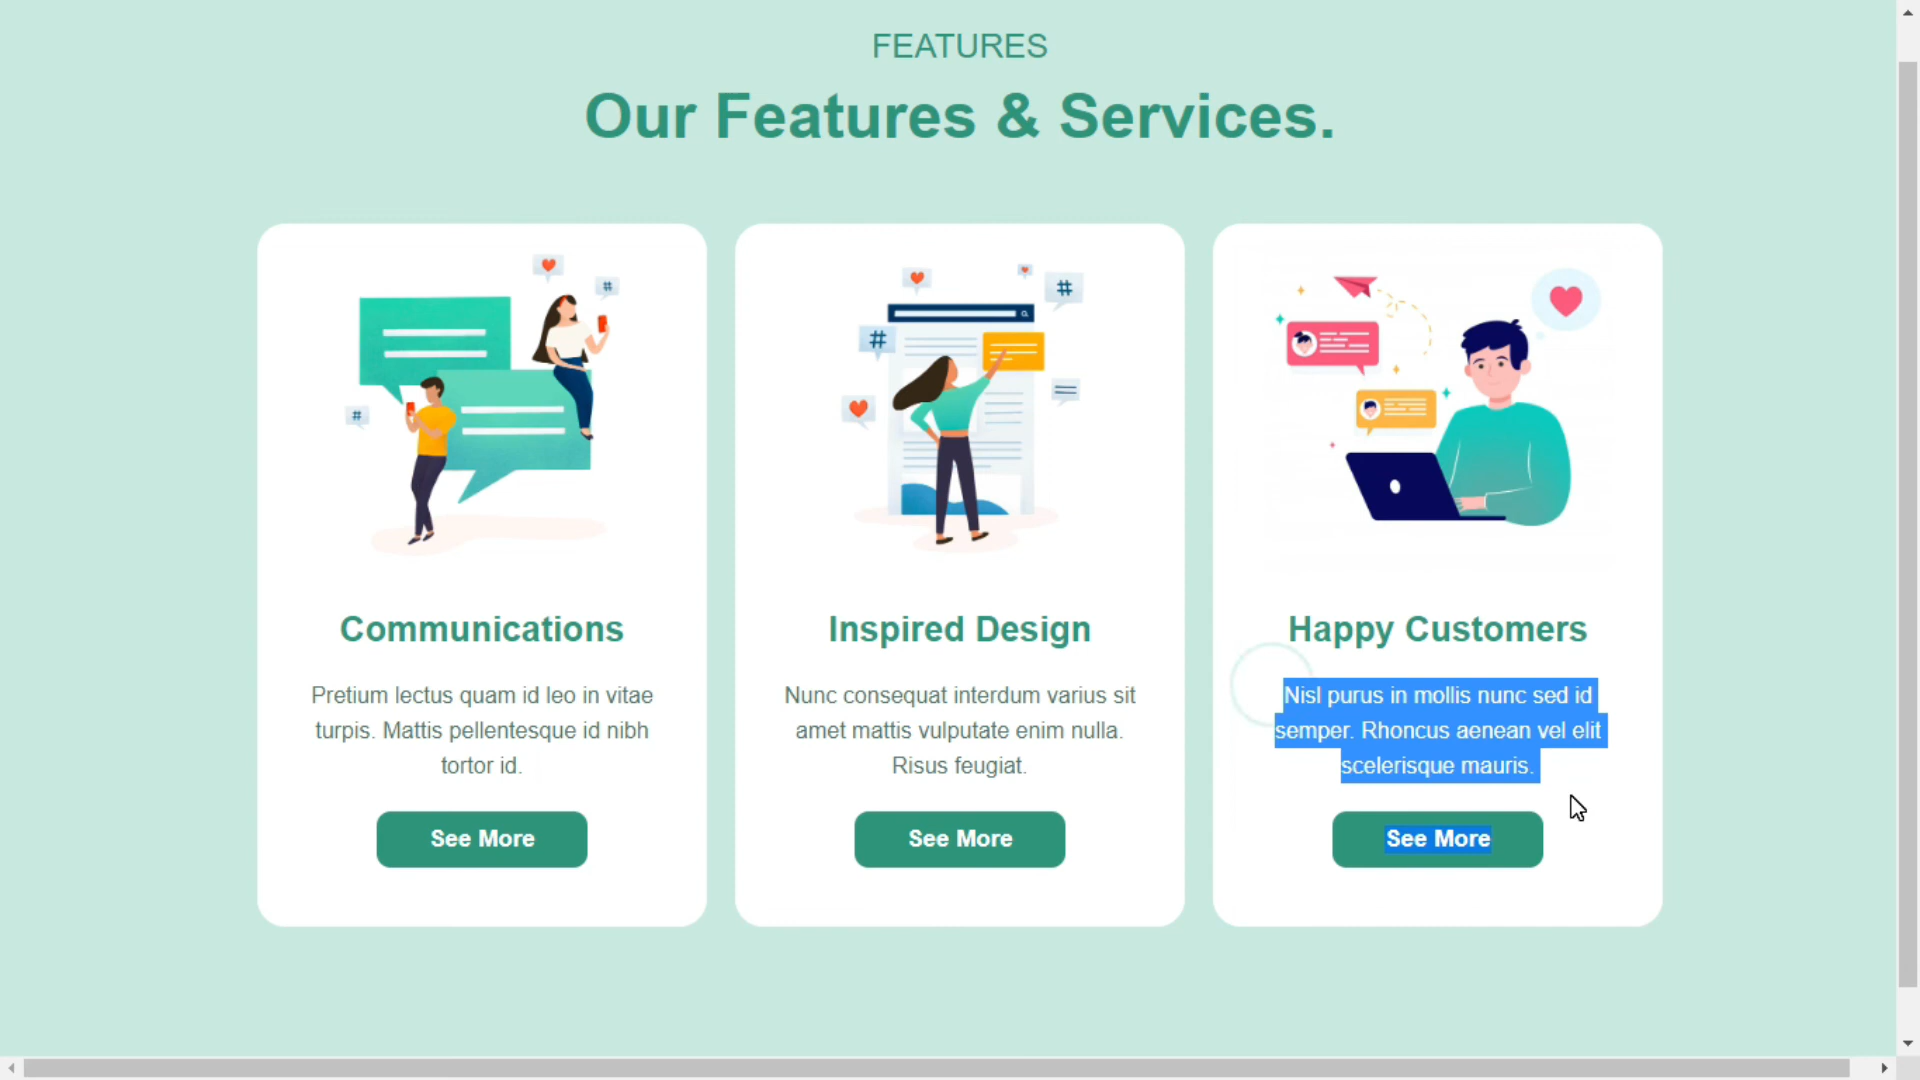 FEATURES
Our Features & Services.
#
#
Communications
Pretium lectus quam id leo in vitae
turpis. Mattis pellentesque id nibh
tortor id.
See More
#
#
Inspired Design
Nunc consequat interdum varius sit
amet mattis vulputate enim nulla.
Risus feugiat.
See More
Happy Customers
Nisl purus in mollis nunc sed id
semper. Rhoncus aenean vel elit
scelerisque mauris.
See More